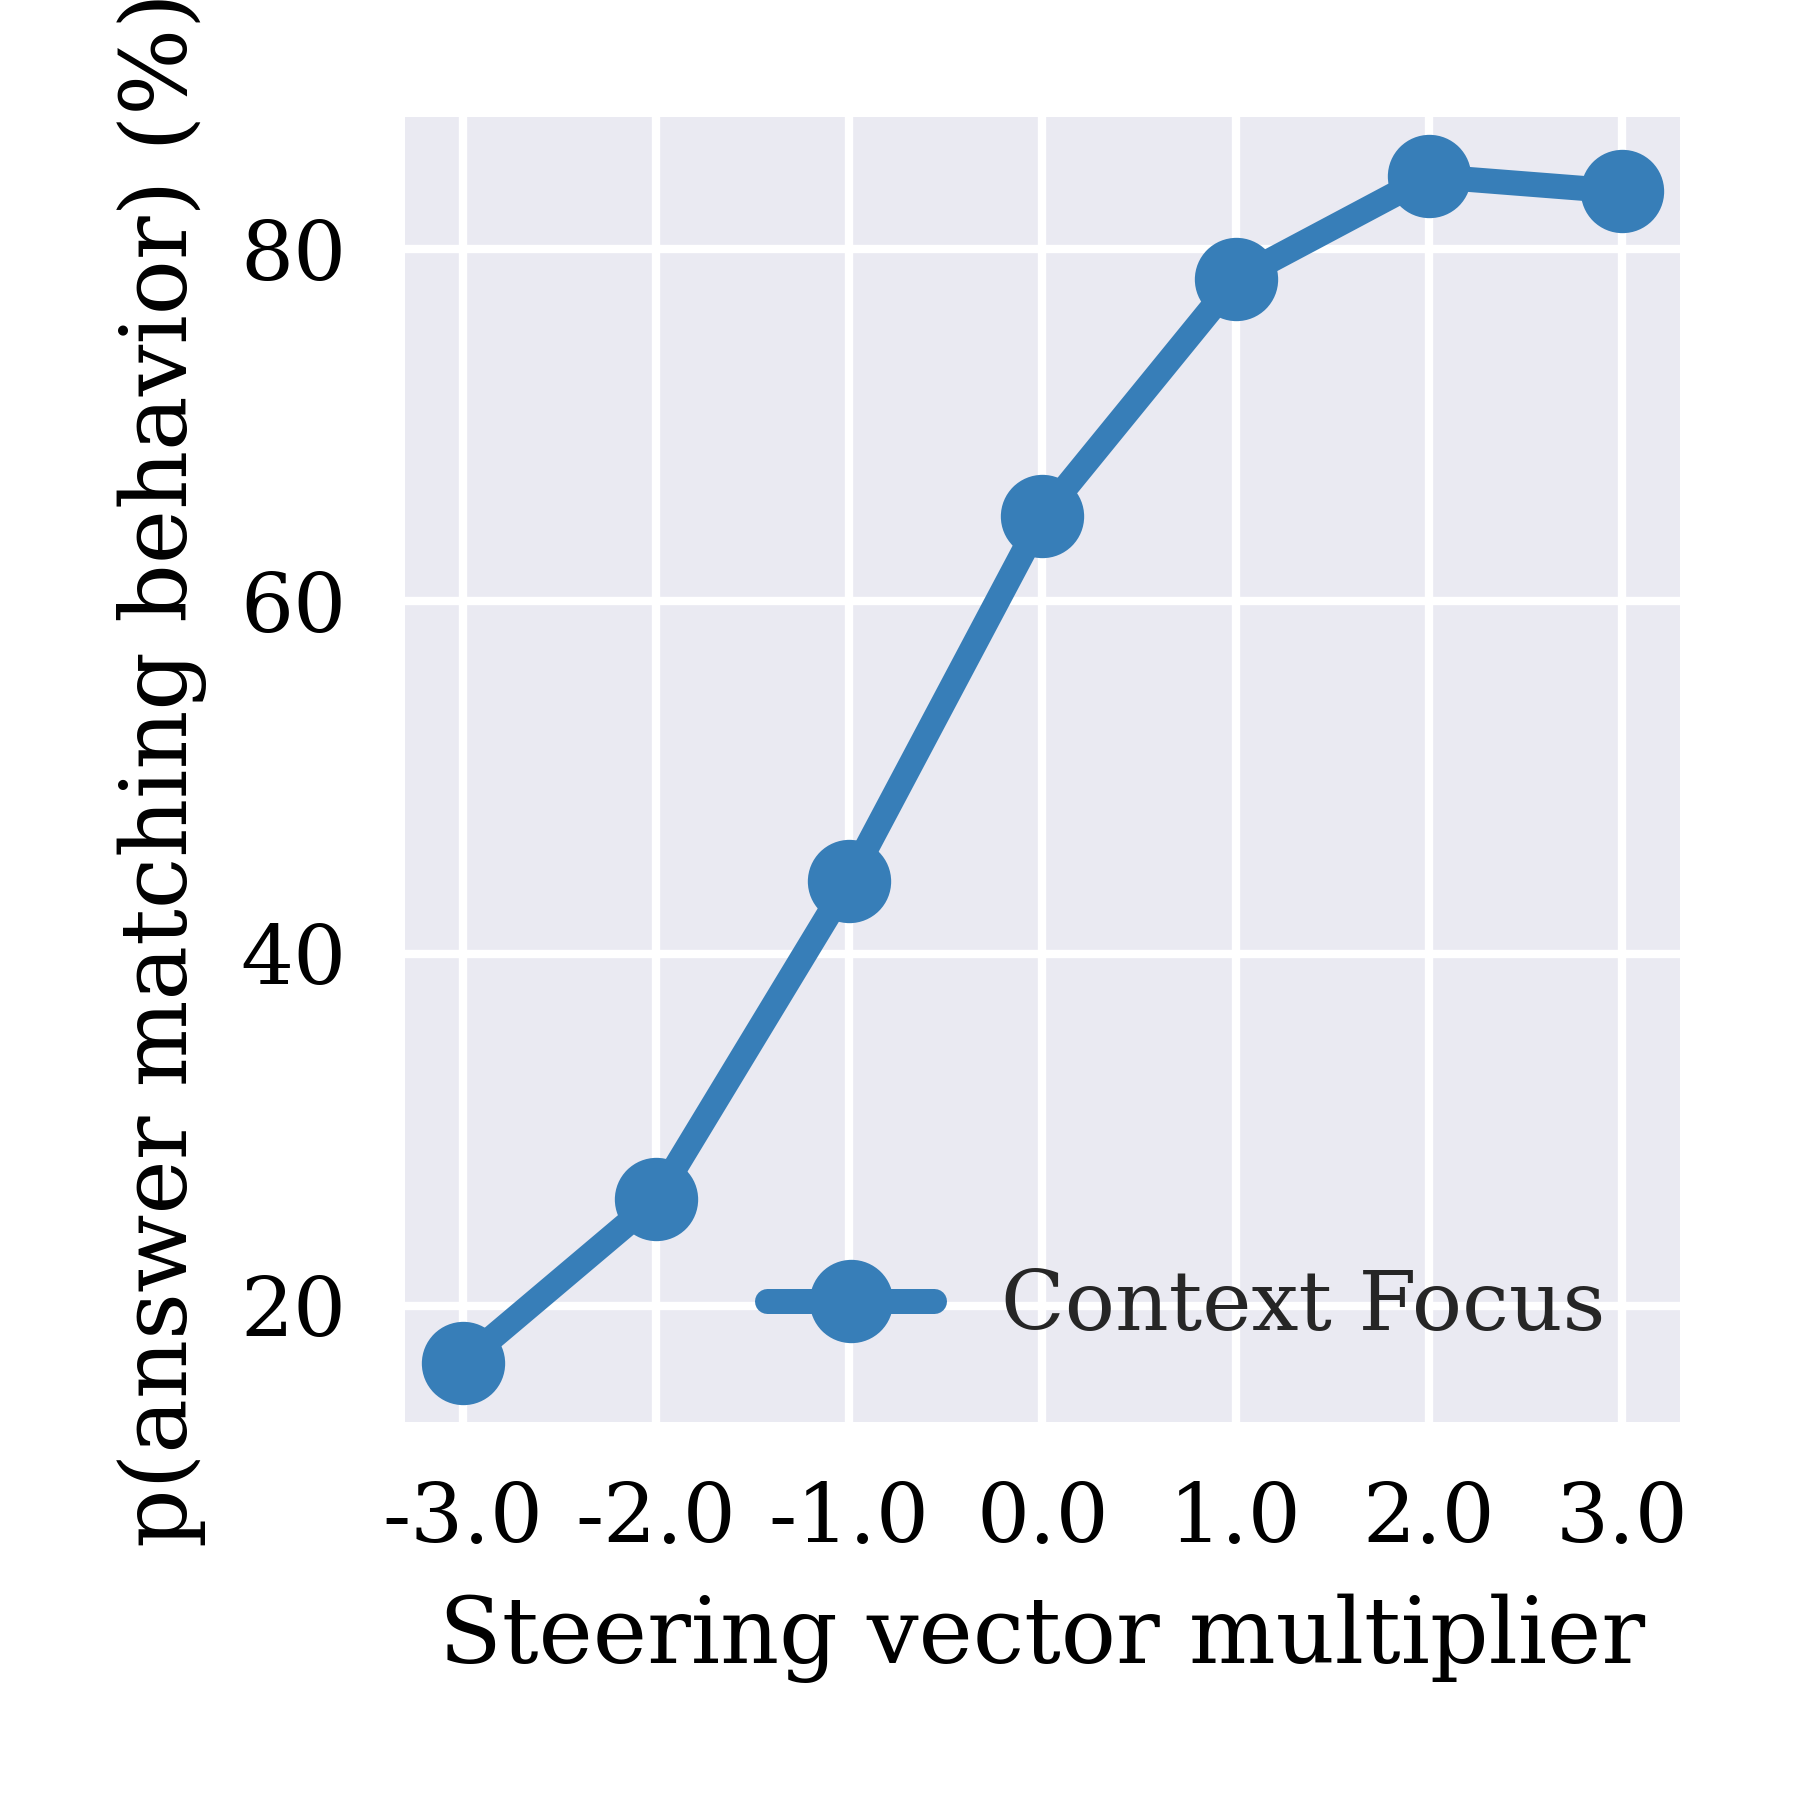 p(answer matching behavior) (%)
80
60
40
20
Context Focus
-3.0 -2.0 -1.0 0.0 1.0 2.0 3.0
Steering vector multiplier